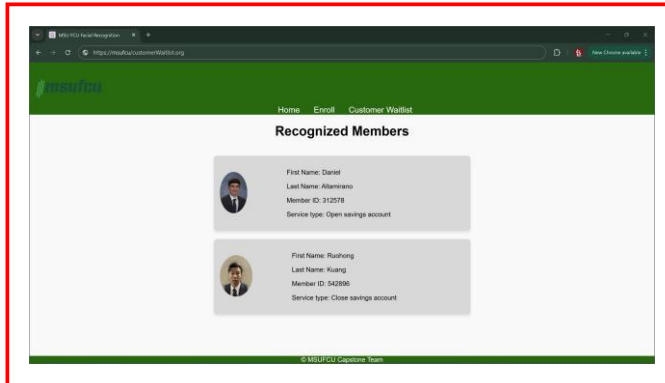 MSU FCU Facial Recognition
https://msufcu/customerWaitlist.org
New Chrome available
msufcu
Home Enroll Customer Waitlist
Recognized Members
First Name: Daniel
Last Name: Altamirano
Member ID: 312578
Service type: Open savings account
First Name: Ruohong
Last Name: Kuang
Member ID: 542896
Service type: Close savings account
© MSUFCU Capstone Team